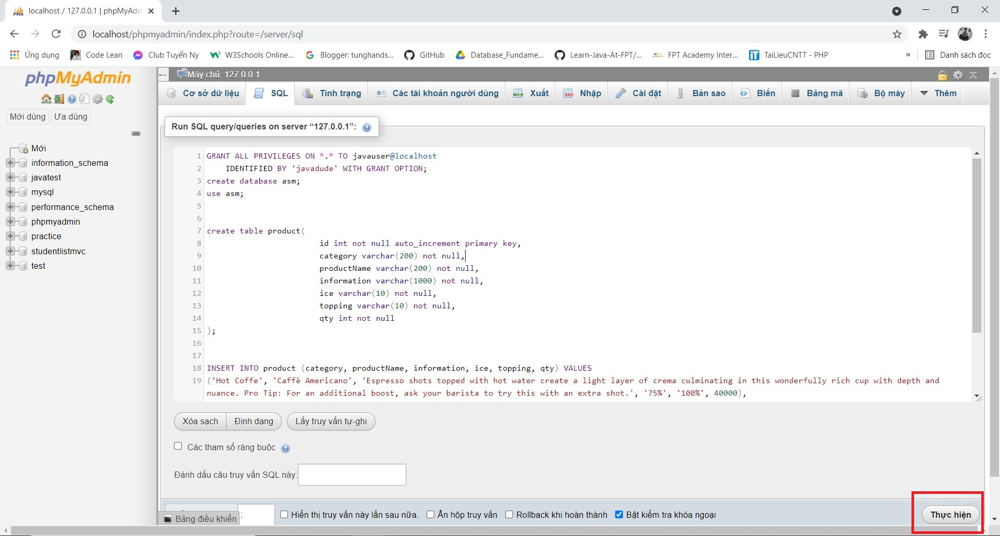 localhost / 127.0.0.1 | phpMyAdm
localhost/phpmyadmin/index.php?route=/server/sql
Ứng dụng Code Lean Club Tuyển Ny W3Schools Online... Blogger: tunghands... GitHub Database_Fundame... Learn-Java-At-FPT/... FPT Academy Inter... TaiLieuCNTT - PHP » Danh sách đọc
phpMyAdmin
Mới dùng Ưa dùng
Mới
information_schema
javatest
mysql
performance_schema
phpmyadmin
practice
studentlistmvc
test
Máy chủ: 127.0.0.1
Cơ sở dữ liệu SQL Tình trạng Các tài khoản người dùng Xuất Nhập Cài đặt Bản sao Biến Bảng mã Bộ máy Thêm
Run SQL query/queries on server “127.0.0.1”:
1 GRANT ALL PRIVILEGES ON *.* TO javauser@localhost
2 IDENTIFIED BY 'javadude' WITH GRANT OPTION;
3 create database asm;
4 use asm;
5
6
7 create table product(
8 id int not null auto_increment primary key,
9 category varchar(200) not null,
10 productName varchar(200) not null,
11 information varchar(1000) not null,
12 ice varchar(10) not null,
13 topping varchar(10) not null,
14 qty int not null
15 );
16
17
18 INSERT INTO product (category, productName, information, ice, topping, qty) VALUES
19 ('Hot Coffe', 'Caffè Americano', 'Espresso shots topped with hot water create a light layer of crema culminating in this wonderfully rich cup with depth and
nuance. Pro Tip: For an additional boost, ask your barista to try this with an extra shot.', '75%', '100%', 40000),
Xóa sạch Định dạng Lấy truy vấn tự-ghi
Các tham số ràng buộc
Đánh dấu câu truy vấn SQL này:
Bảng điều khiển ; Hiển thị truy vấn này lần sau nữa. Ẩn hộp truy vấn Rollback khi hoàn thành Bật kiểm tra khóa ngoại Thực hiện